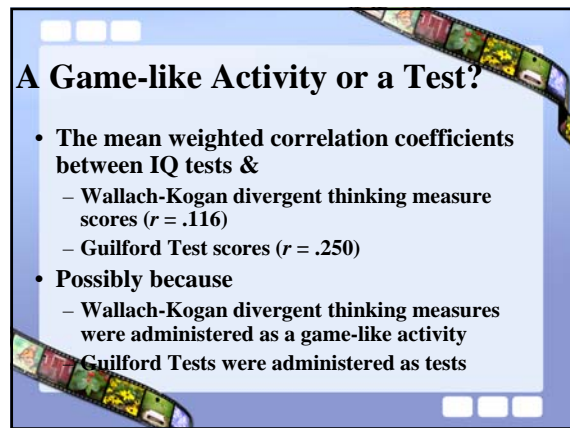 A Game-like Activity or a Test?
• The mean weighted correlation coefficients
between IQ tests &
– Wallach-Kogan divergent thinking measure
scores (r = .116)
– Guilford Test scores (r = .250)
• Possibly because
– Wallach-Kogan divergent thinking measures
were administered as a game-like activity
– Guilford Tests were administered as tests